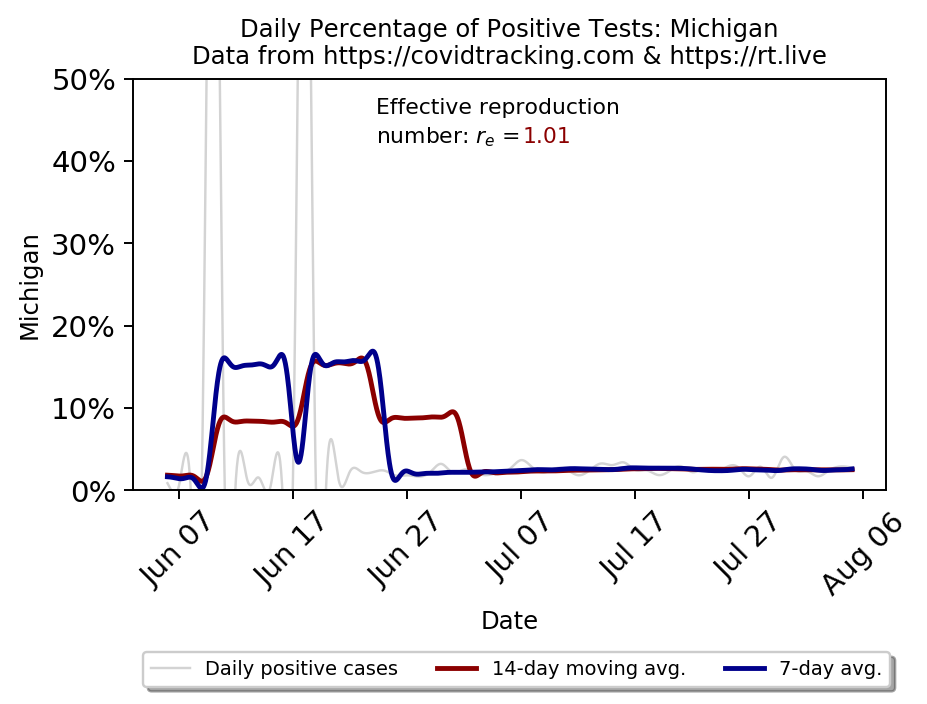 Daily Percentage of Positive Tests: Michigan
Data from https://covidtracking.com & https://rt.live
Effective reproduction
number: rₑ =1.01
Michigan
50%
40%
30%
20%
10%
0%
Jun 07
Jun 17
Jun 27
Jul 07
Jul 17
Jul 27
Aug 06
Date
Daily positive cases
14-day moving avg.
7-day avg.